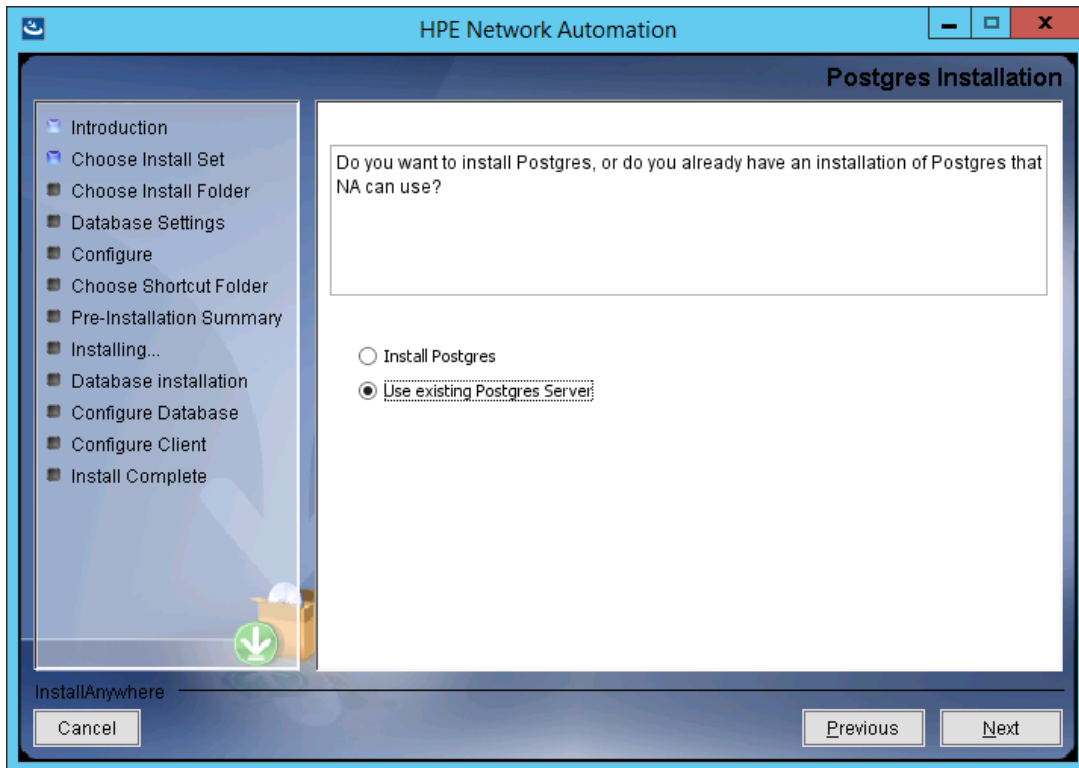 HPE Network Automation
Postgres Installation
Introduction
Choose Install Set
Choose Install Folder
Database Settings
Configure
Choose Shortcut Folder
Pre-Installation Summary
Installing...
Database installation
Configure Database
Configure Client
Install Complete
Do you want to install Postgres, or do you already have an installation of Postgres that
NA can use?
Install Postgres
Use existing Postgres Server
InstallAnywhere
Cancel
Previous
Next